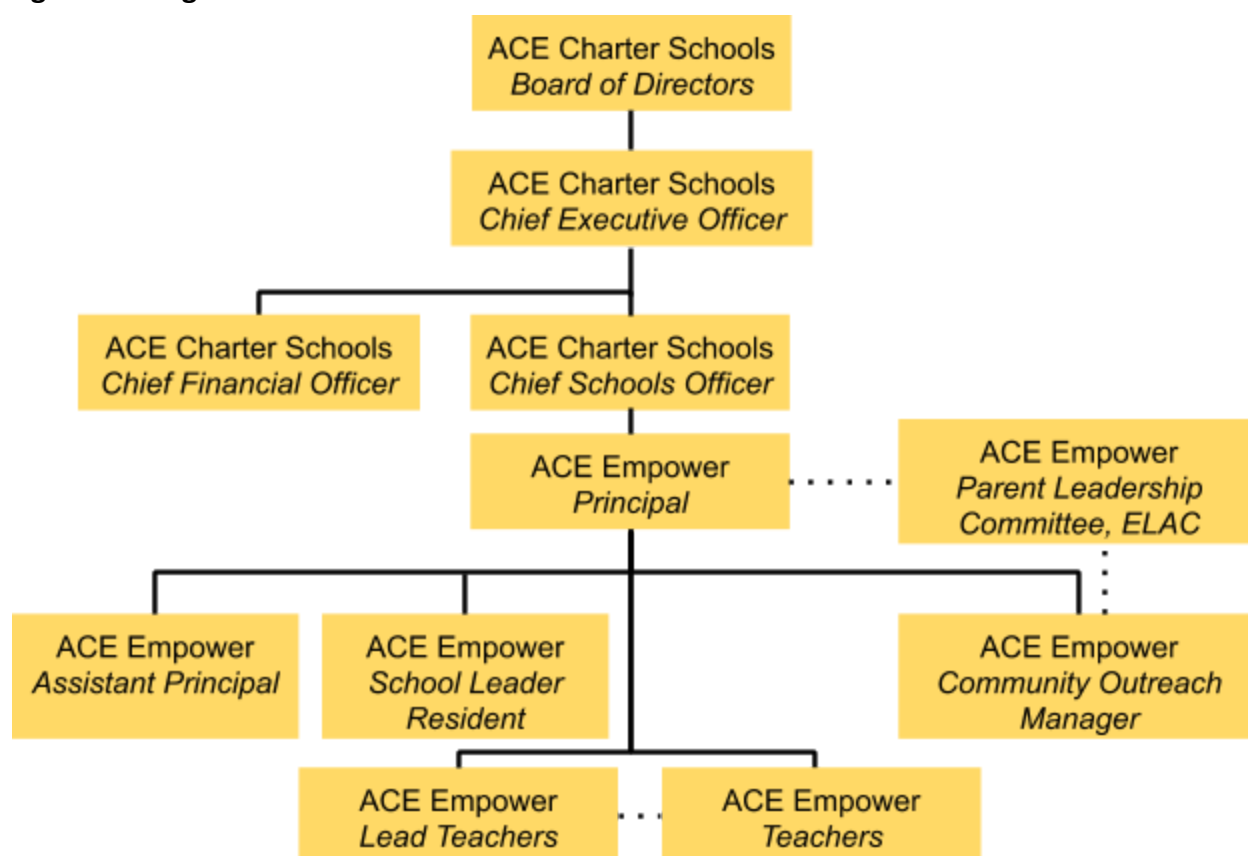 ACE Charter Schools
Board of Directors
ACE Charter Schools
Chief Executive Officer
ACE Charter Schools
Chief Financial Officer
ACE Charter Schools
Chief Schools Officer
ACE Empower
Principal
ACE Empower
Parent Leadership
Committee, ELAC
ACE Empower
Assistant Principal
ACE Empower
School Leader
Resident
ACE Empower
Community Outreach
Manager
ACE Empower
Lead Teachers
ACE Empower
Teachers